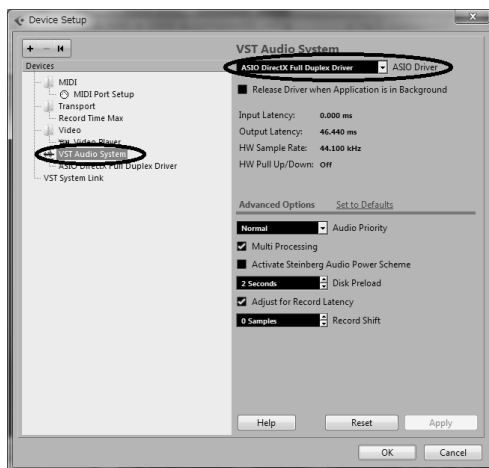 Device Setup
Devices
MIDI
MIDI Port Setup
Transport
Record Time Max
Video
Video Player
VST Audio System
ASIO DirectX Full Duplex Driver
VST System Link
VST Audio System
ASIO DirectX Full Duplex Driver ASIO Driver
Release Driver when Application is in Background
Input Latency: 0.000 ms
Output Latency: 46.440 ms
HW Sample Rate: 44.100 kHz
HW Pull Up/Down: Off
Advanced Options Set to Defaults
Normal Audio Priority
Multi Processing
Activate Steinberg Audio Power Scheme
2 Seconds Disk Preload
Adjust for Record Latency
0 Samples Record Shift
Help Reset Apply
OK Cancel